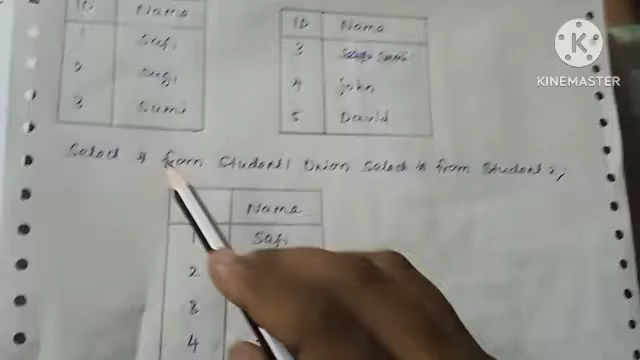 ID Name
1 Safi
2 Sugi
3 Sumi
ID Name
3 Sumi
4 John
5 David
Select * from Student1 Union Select * from Student2;
Name
1 Safi
2
3
4
KINEMASTER